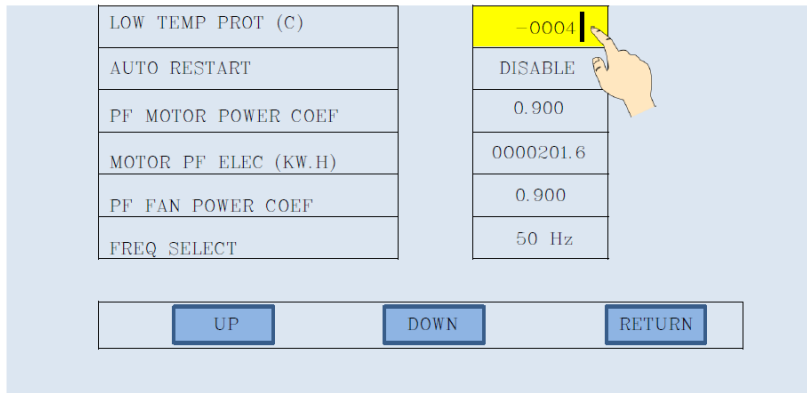 LOW TEMP PROT (C) -0004
AUTO RESTART DISABLE
PF MOTOR POWER COEF 0.900
MOTOR PF ELEC (KW.H) 0000201.6
PF FAN POWER COEF 0.900
FREQ SELECT 50 Hz
UP DOWN RETURN